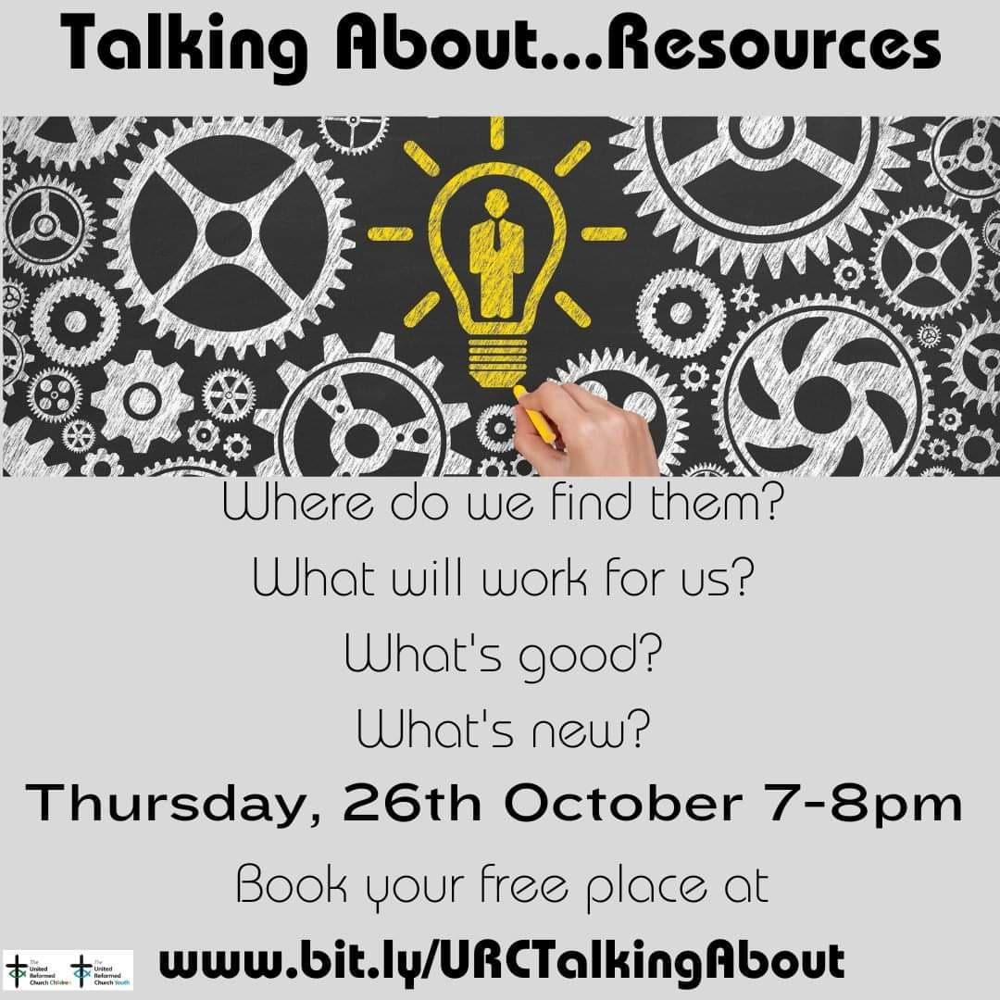 Talking About...Resources
Where do we find them?
What will work for us?
What's good?
What's new?
Thursday, 26th October 7-8pm
Book your free place at
www.bit.ly/URCTalkingAbout
The
United
Reformed
Church Children
The
United
Reformed
Church Youth